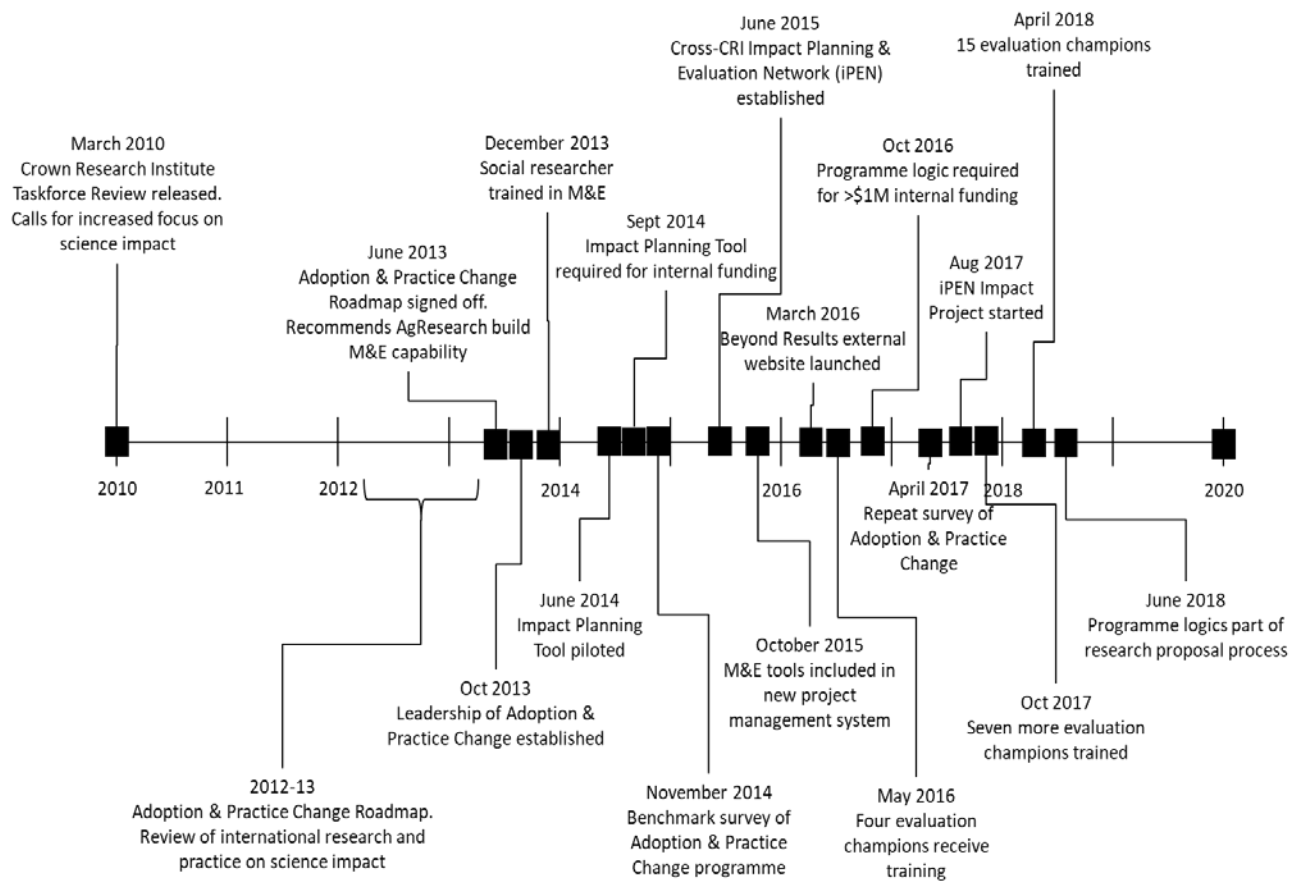 June 2015
Cross-CRI Impact Planning &
Evaluation Network (iPEN)
established
April 2018
15 evaluation champions
trained
March 2010
Crown Research Institute
Taskforce Review released.
Calls for increased focus on
science impact
December 2013
Social researcher
trained in M&E
Oct 2016
Programme logic required
for >$1M internal funding
June 2013
Adoption & Practice Change
Roadmap signed off.
Recommends AgResearch build
M&E capability
Sept 2014
Impact Planning Tool
required for internal funding
March 2016
Beyond Results external
website launched
Aug 2017
iPEN Impact
Project started
2010
2011
2012
2014
2016
2018
2020
April 2017
Repeat survey of
Adoption & Practice
Change
June 2014
Impact Planning
Tool piloted
June 2018
Programme logics part of
research proposal process
October 2015
M&E tools included in
new project
management system
Oct 2013
Leadership of Adoption &
Practice Change established
Oct 2017
Seven more evaluation
champions trained
2012-13
Adoption & Practice Change Roadmap.
Review of international research and
practice on science impact
November 2014
Benchmark survey of
Adoption & Practice
Change programme
May 2016
Four evaluation
champions receive
training